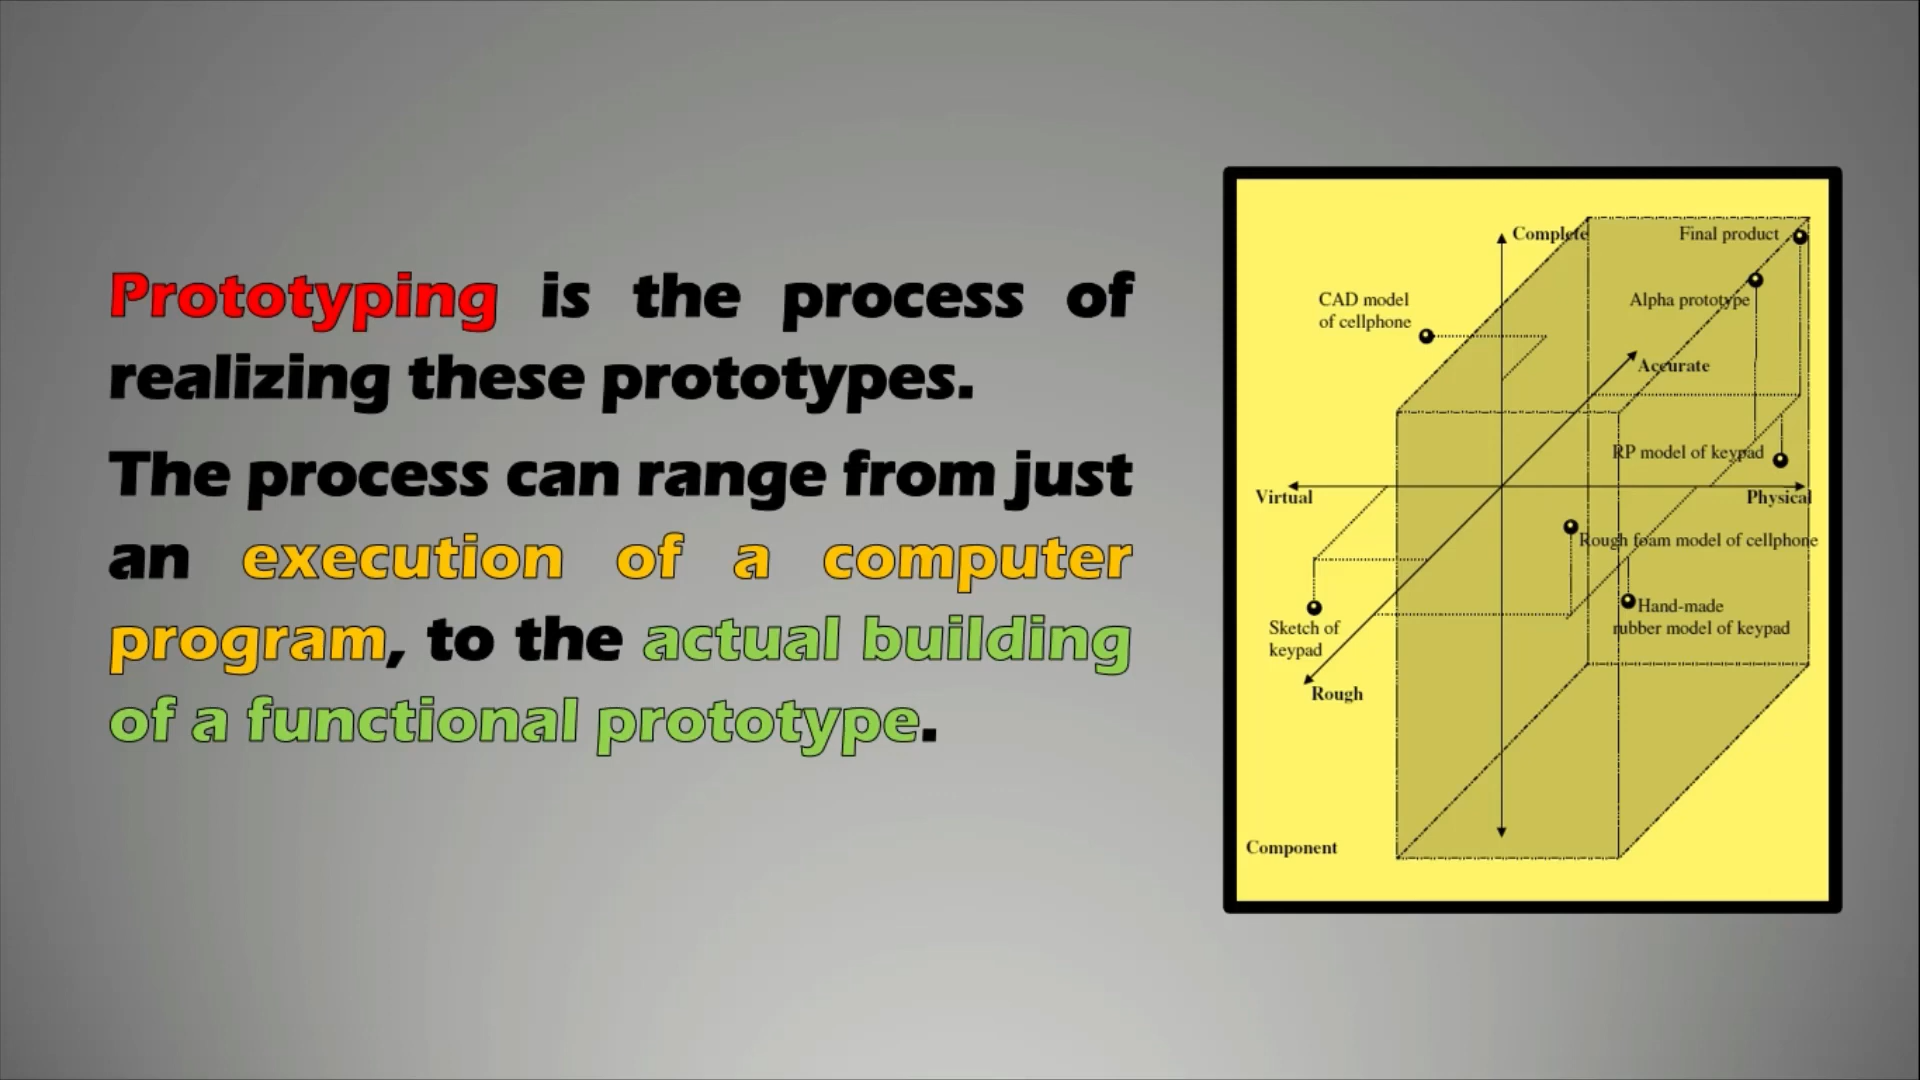 Prototyping is the process of
realizing these prototypes.
The process can range from just
an execution of a computer
program, to the actual building
of a functional prototype.
Complete
Final product
CAD model
of cellphone
Alpha prototype
Accurate
RP model of keypad
Virtual
Physical
Rough foam model of cellphone
Hand-made
rubber model of keypad
Sketch of
keypad
Rough
Component